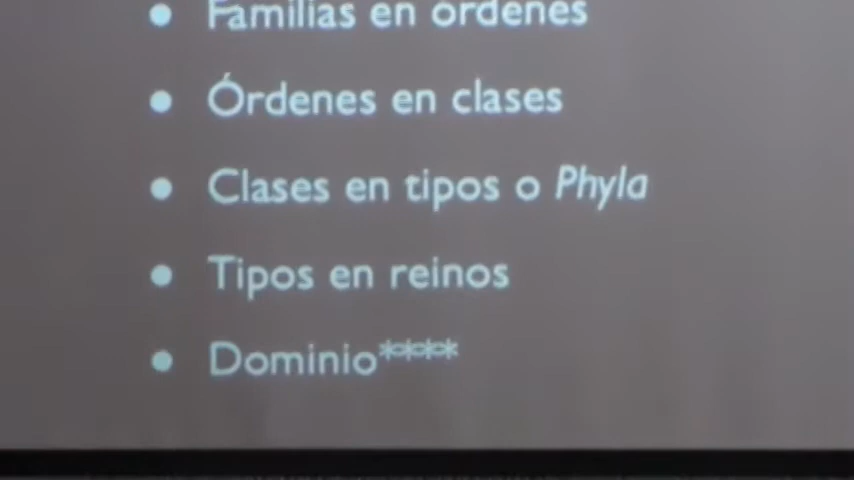 • Familias en órdenes
• Órdenes en clases
• Clases en tipos o Phyla
• Tipos en reinos
• Dominio****